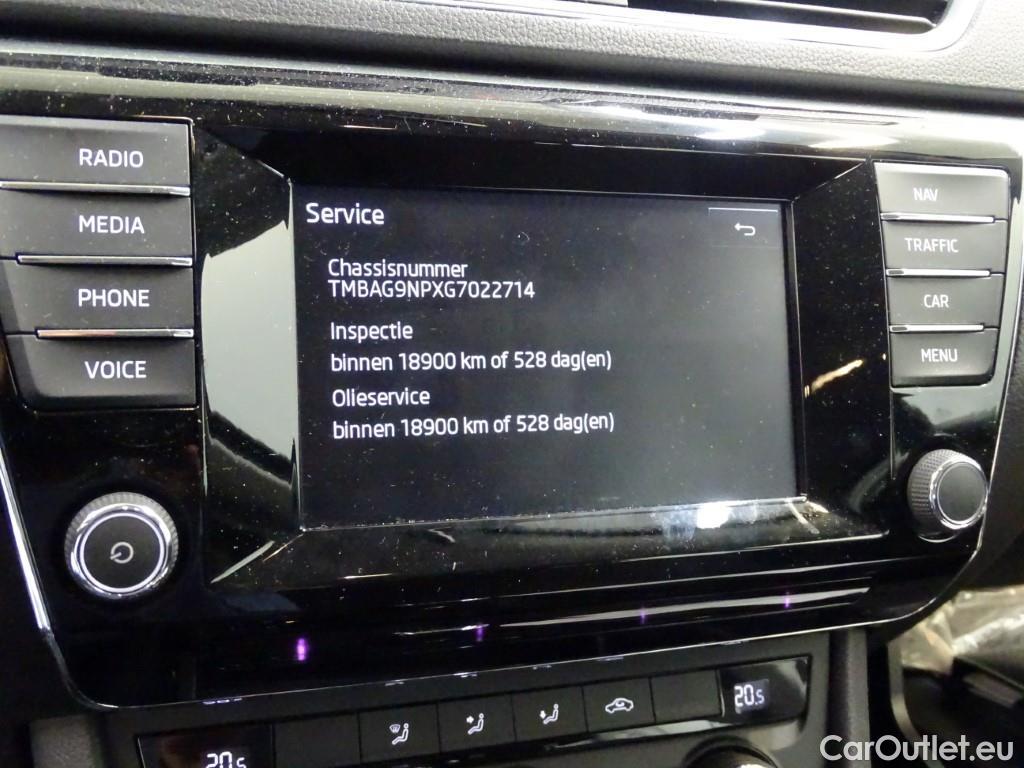 RADIO
MEDIA
PHONE
VOICE
Service
Chassisnummer
TMBAG9NPXG7022714
Inspectie
binnen 18900 km of 528 dag(en)
Olieservice
binnen 18900 km of 528 dag(en)
NAV
TRAFFIC
CAR
MENU
20.5
20.5
CarOutlet.eu